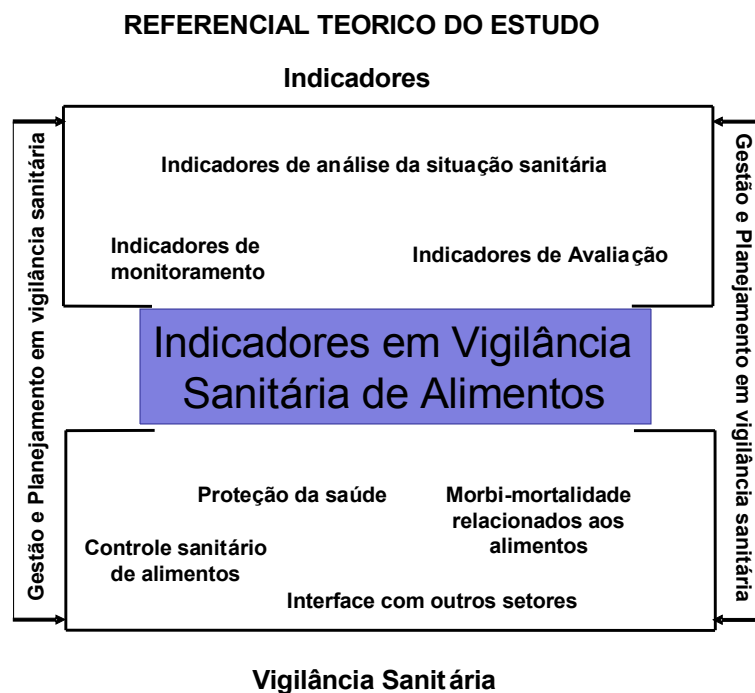 REFERENCIAL TEORICO DO ESTUDO
Indicadores
Gestão e Planejamento em vigilância sanitária
Indicadores de análise da situação sanitária
Indicadores de
monitoramento
Indicadores de Avaliação
Gestão e Planejamento em vigilância sanitária
Indicadores em Vigilância
Sanitária de Alimentos
Proteção da saúde
Morbi-mortalidade
relacionados aos
alimentos
Controle sanitário
de alimentos
Interface com outros setores
Vigilância Sanitária